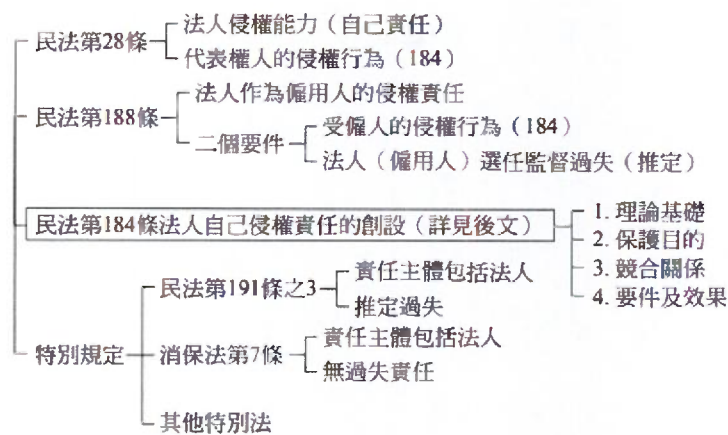 民法第28條
法人侵權能力（自己責任）
代表權人的侵權行為（184）
民法第188條
法人作為僱用人的侵權責任
二個要件
受僱人的侵權行為（184）
法人（僱用人）選任監督過失（推定）
民法第184條法人自己侵權責任的創設（詳見後文）
1. 理論基礎
2. 保護目的
3. 競合關係
4. 要件及效果
特別規定
民法第191條之3
責任主體包括法人
推定過失
消保法第7條
責任主體包括法人
無過失責任
其他特別法